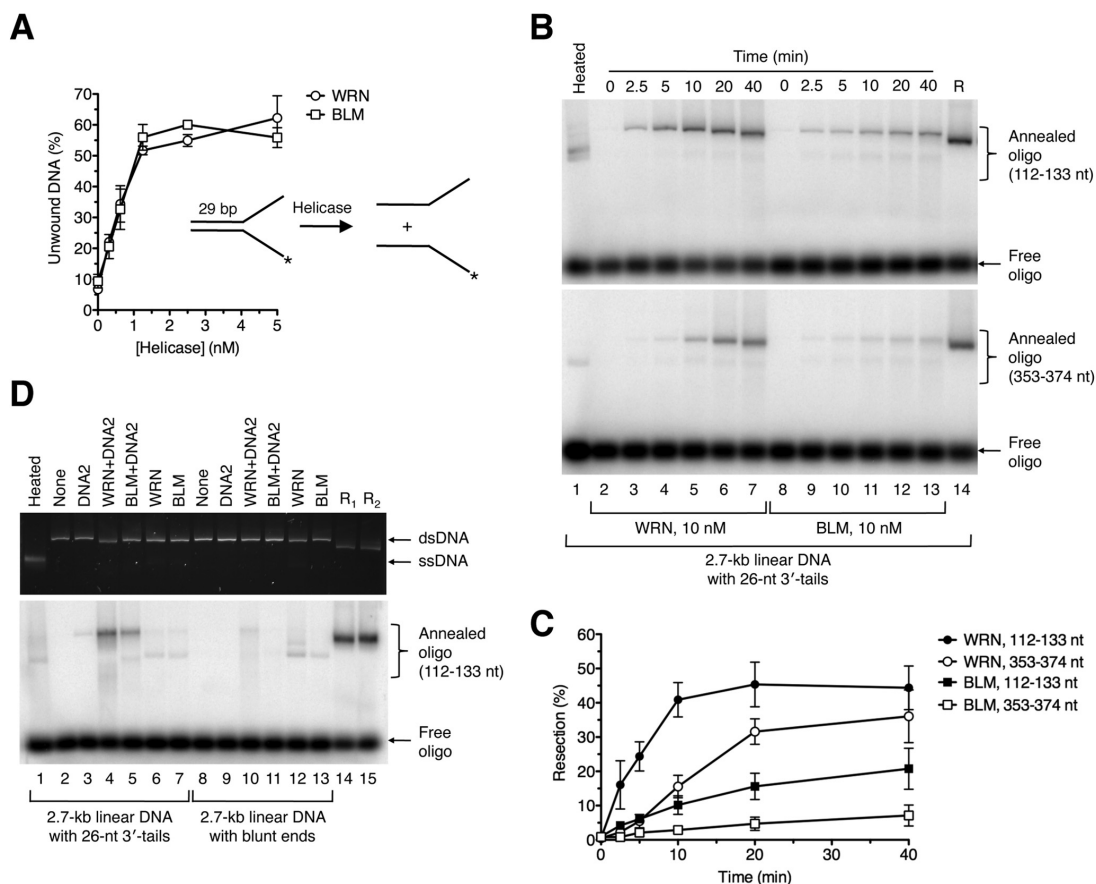 A
WRN
BLM
Unwound DNA (%)
70
60
50
40
30
20
10
0
0 1 2 3 4 5
[Helicase] (nM)
29 bp
Helicase
+
*
*
B
Time (min)
Heated 0 2.5 5 10 20 40 0 2.5 5 10 20 40 R
Annealed
oligo
(112-133 nt)
Free
oligo
Annealed
oligo
(353-374 nt)
Free
oligo
1 2 3 4 5 6 7 8 9 10 11 12 13 14
WRN, 10 nM BLM, 10 nM
2.7-kb linear DNA
with 26-nt 3′-tails
D
Heated None DNA2 WRN+DNA2 BLM+DNA2 WRN BLM None DNA2 WRN+DNA2 BLM+DNA2 WRN BLM R1 R2
dsDNA
ssDNA
Annealed
oligo
(112-133 nt)
Free
oligo
1 2 3 4 5 6 7 8 9 10 11 12 13 14 15
2.7-kb linear DNA 2.7-kb linear DNA
with 26-nt 3′-tails with blunt ends
C
Resection (%)
60
50
40
30
20
10
0
0 10 20 30 40
Time (min)
WRN, 112-133 nt
WRN, 353-374 nt
BLM, 112-133 nt
BLM, 353-374 nt